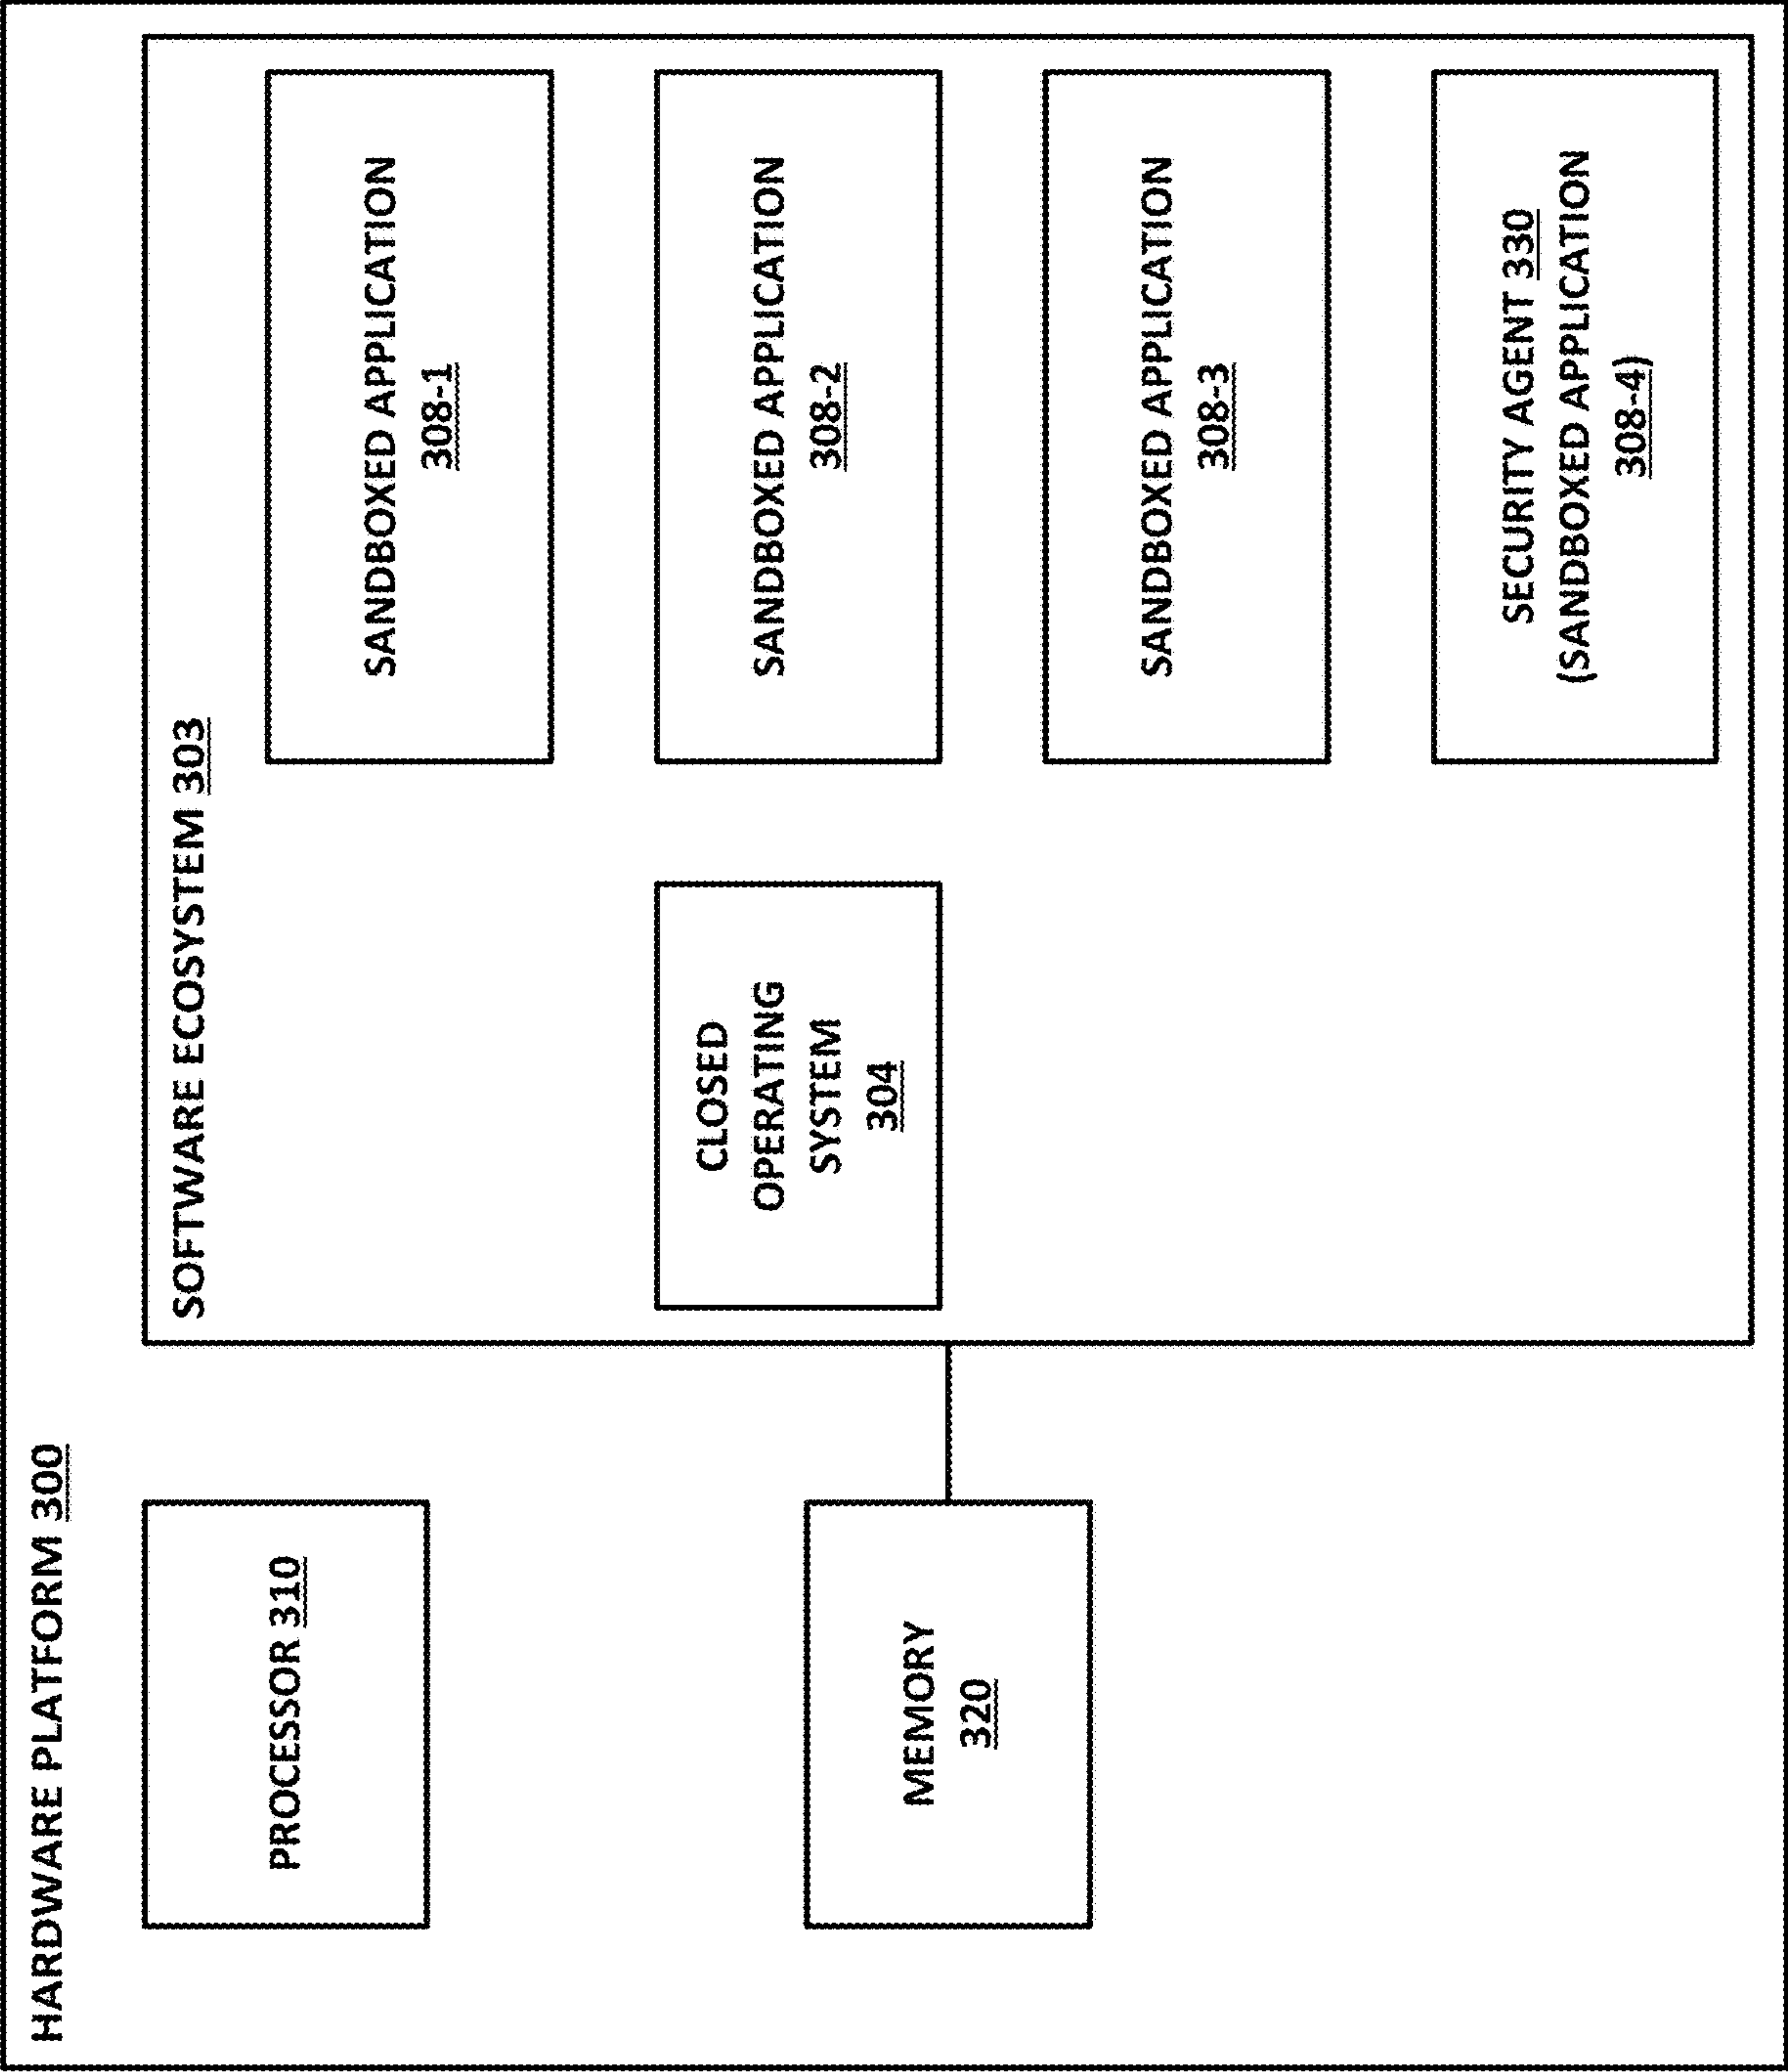 HARDWARE PLATFORM 300
PROCESSOR 310
MEMORY
320
SOFTWARE ECOSYSTEM 303
CLOSED
OPERATING
SYSTEM
304
SANDBOXED APPLICATION
308-1
SANDBOXED APPLICATION
308-2
SANDBOXED APPLICATION
308-3
SECURITY AGENT 330
(SANDBOXED APPLICATION
308-4)